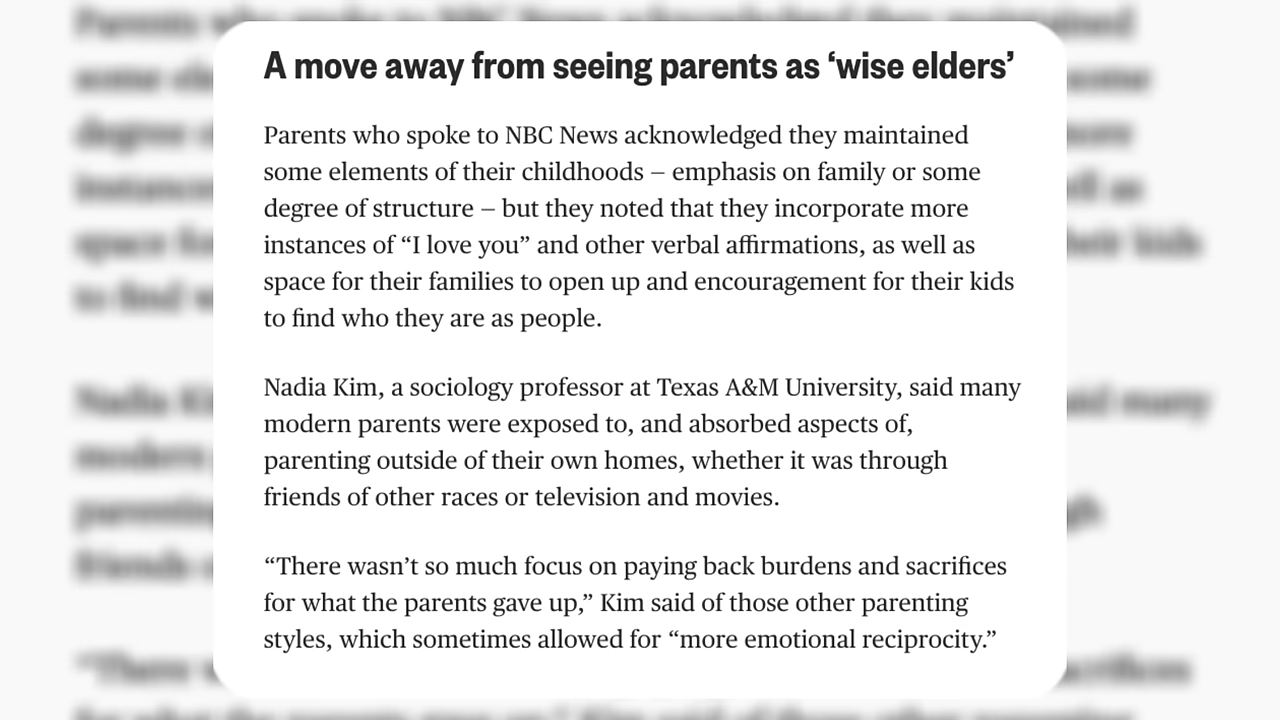 A move away from seeing parents as ‘wise elders’
Parents who spoke to NBC News acknowledged they maintained
some elements of their childhoods — emphasis on family or some
degree of structure — but they noted that they incorporate more
instances of “I love you” and other verbal affirmations, as well as
space for their families to open up and encouragement for their kids
to find who they are as people.
Nadia Kim, a sociology professor at Texas A&M University, said many
modern parents were exposed to, and absorbed aspects of,
parenting outside of their own homes, whether it was through
friends of other races or television and movies.
“There wasn’t so much focus on paying back burdens and sacrifices
for what the parents gave up,” Kim said of those other parenting
styles, which sometimes allowed for “more emotional reciprocity.”